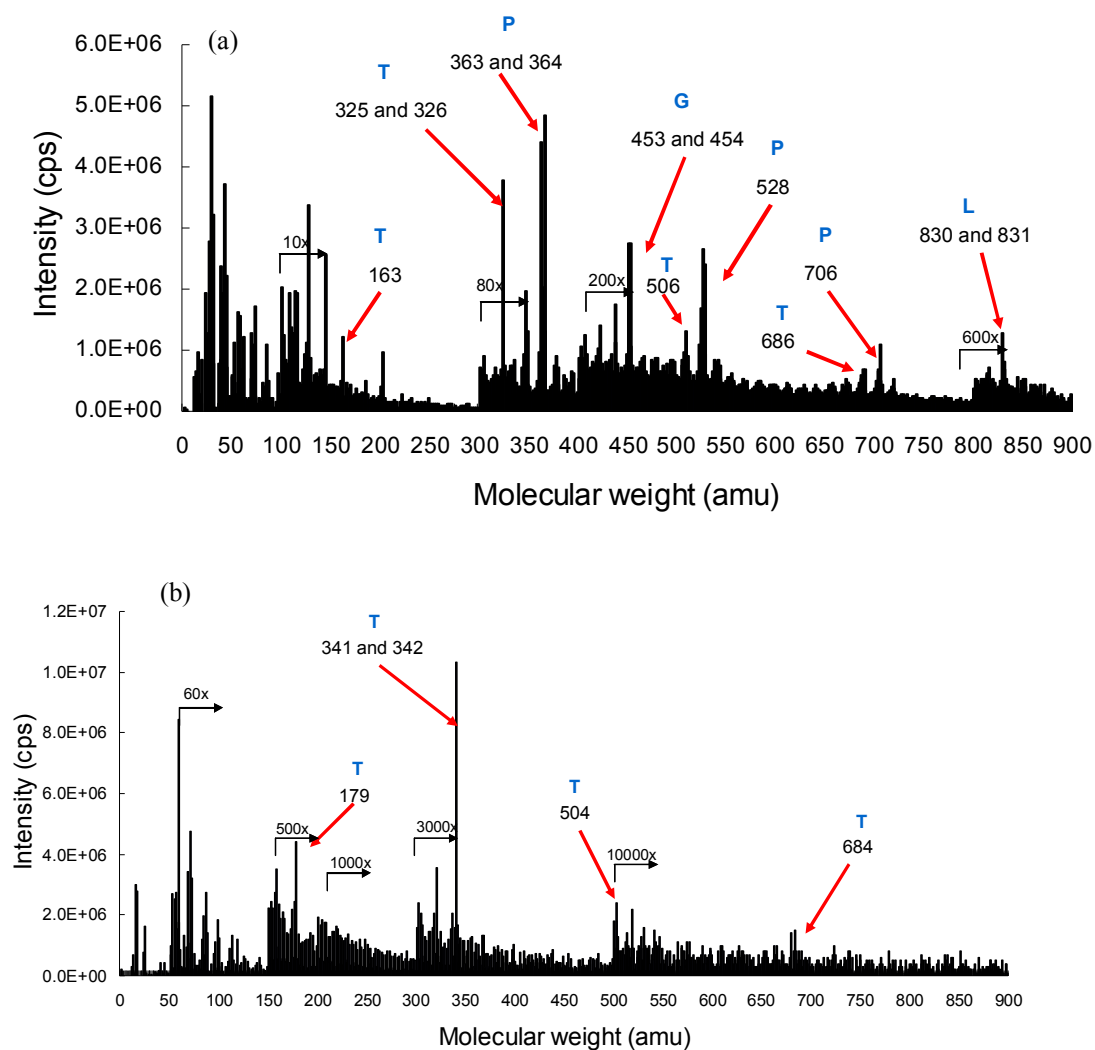 (a)
P
363 and 364
T
325 and 326
G
453 and 454
P
528
L
830 and 831
P
706
T
686
T
506
T
163
10x
80x
200x
600x
6.0E+06
5.0E+06
4.0E+06
3.0E+06
2.0E+06
1.0E+06
0.0E+00
Intensity (cps)
0 50 100 150 200 250 300 350 400 450 500 550 600 650 700 750 800 850 900
Molecular weight (amu)
(b)
T
341 and 342
T
179
T
504
T
684
60x
500x
1000x
3000x
10000x
1.2E+07
1.0E+07
8.0E+06
6.0E+06
4.0E+06
2.0E+06
0.0E+00
Intensity (cps)
0 50 100 150 200 250 300 350 400 450 500 550 600 650 700 750 800 850 900
Molecular weight (amu)